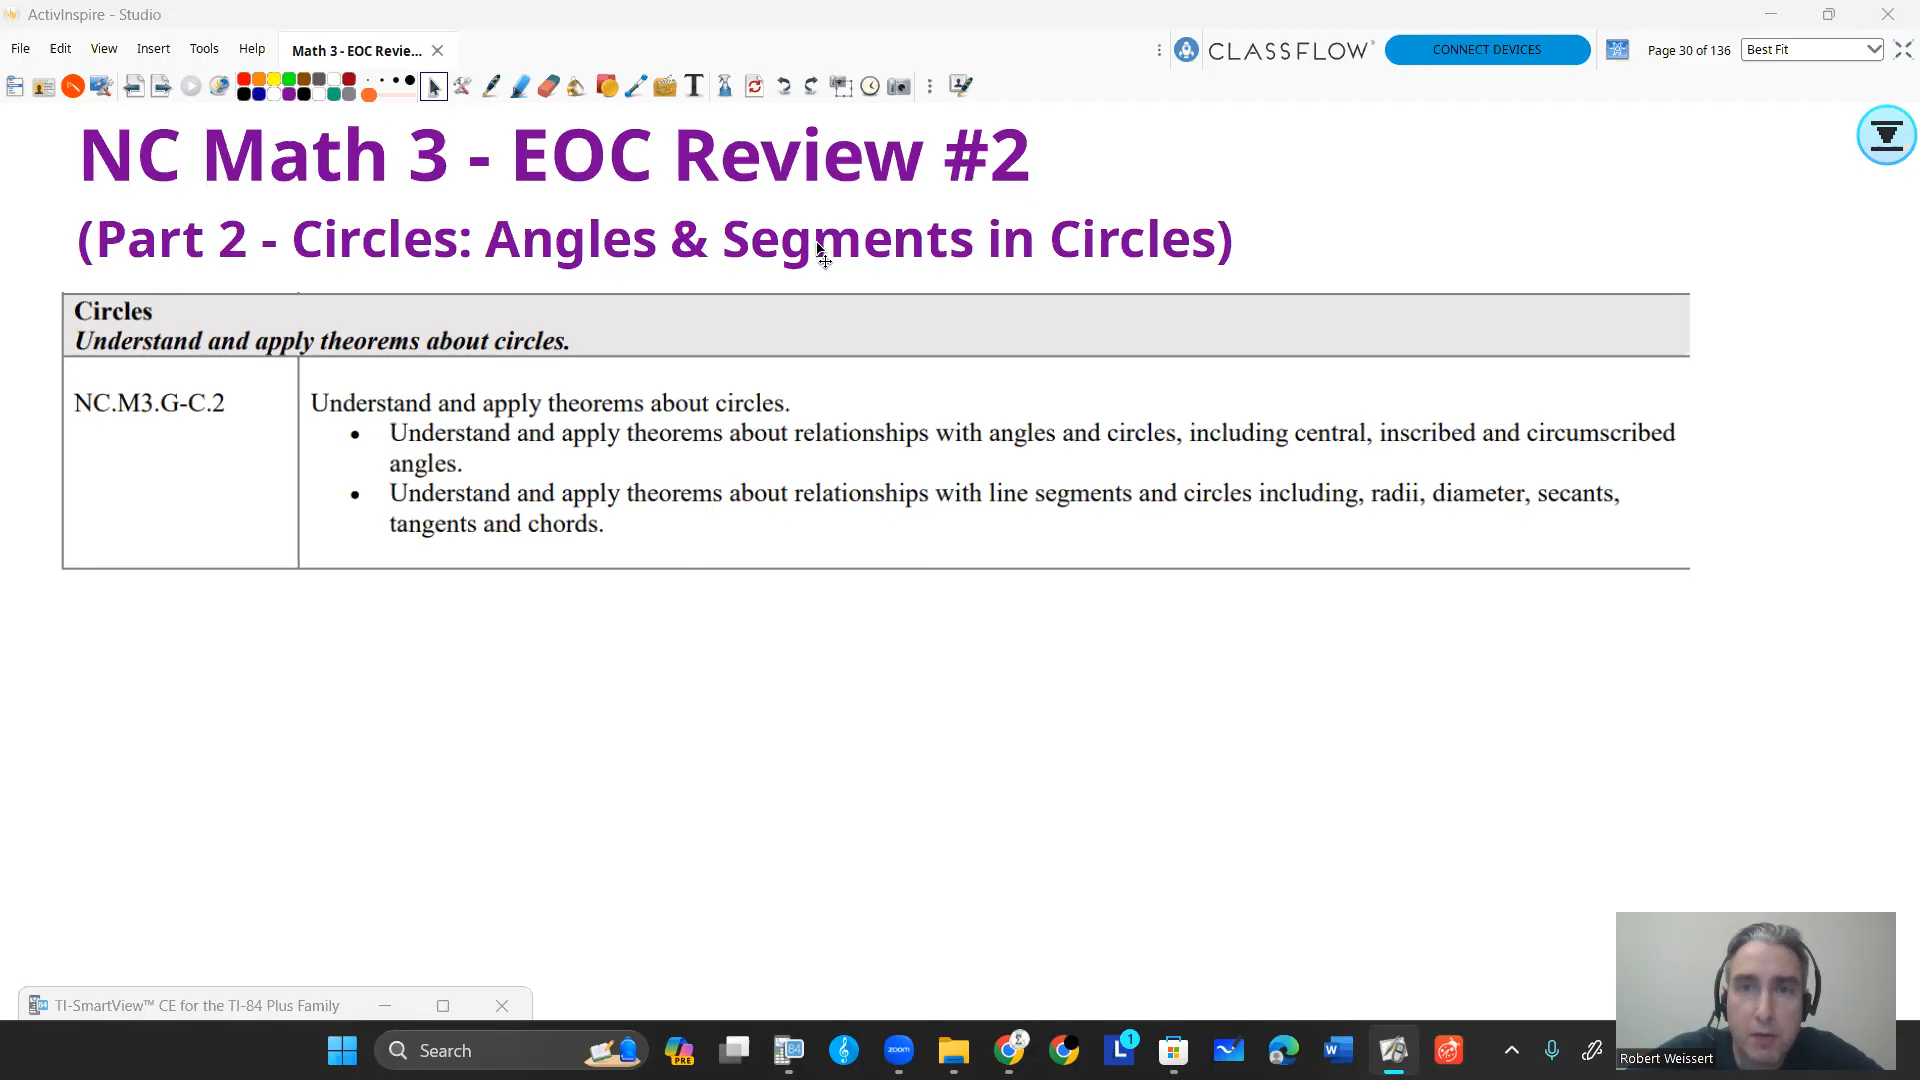 ActivInspire - Studio
File Edit View Insert Tools Help Math 3 - EOC Revie... CLASSFLOW CONNECT DEVICES Page 30 of 136 Best Fit
NC Math 3 - EOC Review #2
(Part 2 - Circles: Angles & Segments in Circles)
Circles
Understand and apply theorems about circles.
NC.M3.G-C.2
Understand and apply theorems about circles.
• Understand and apply theorems about relationships with angles and circles, including central, inscribed and circumscribed
angles.
• Understand and apply theorems about relationships with line segments and circles including, radii, diameter, secants,
tangents and chords.
TI-SmartView™ CE for the TI-84 Plus Family
Search
PRE
84
zoom
L
1
W
Robert Weissert